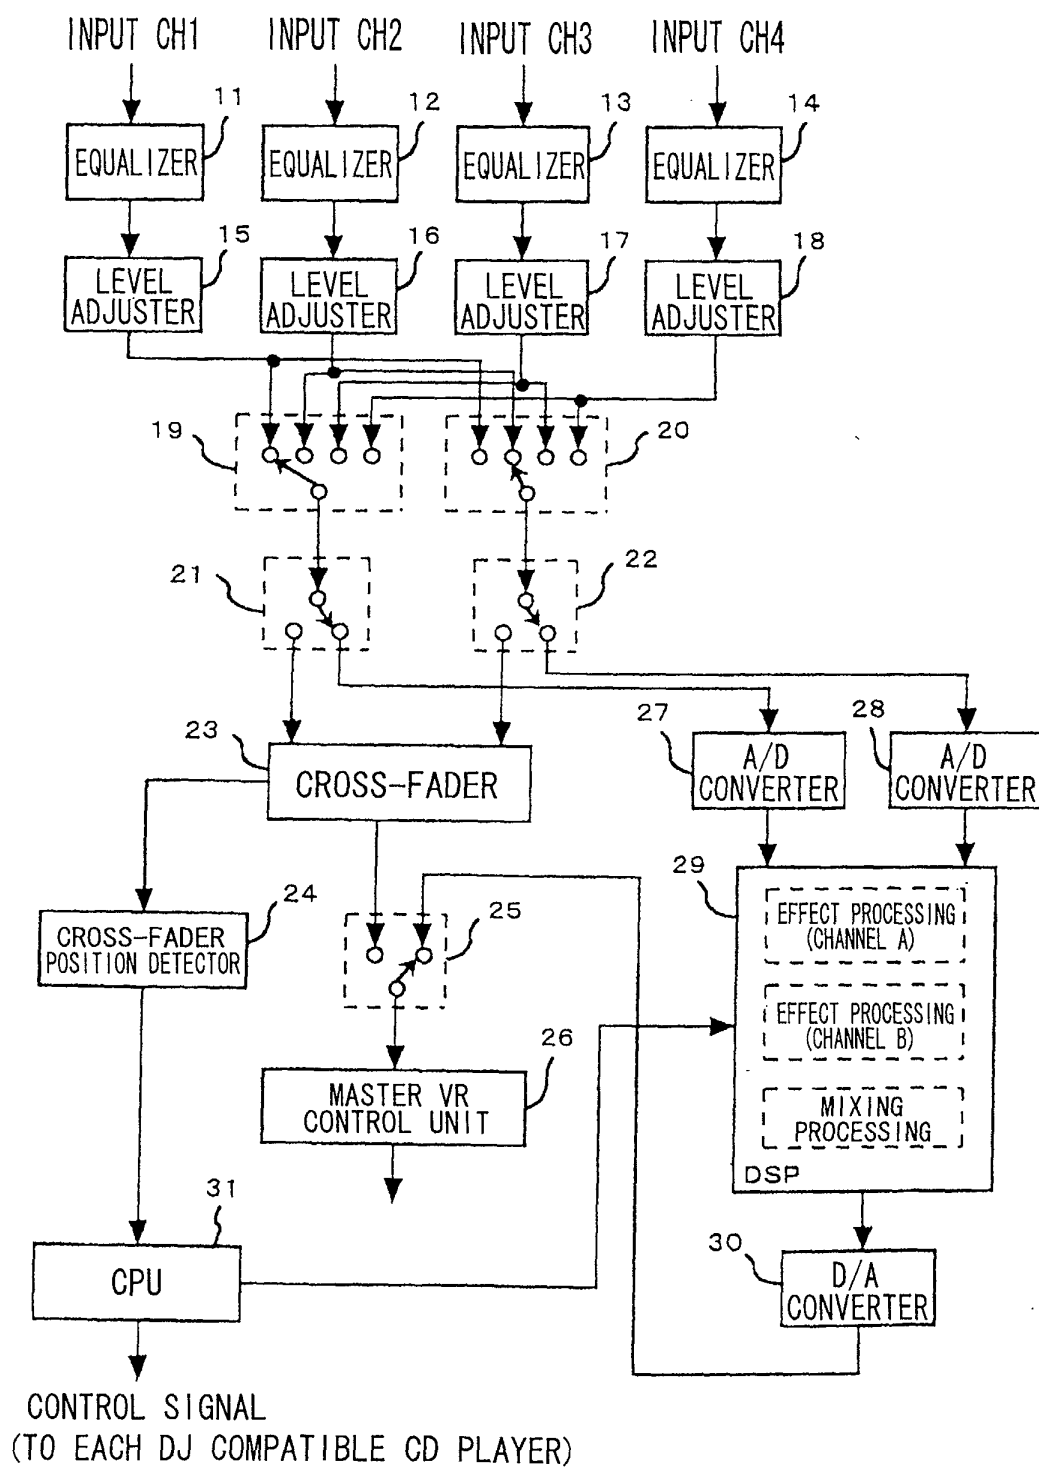 INPUT CH1
INPUT CH2
INPUT CH3
INPUT CH4
11
12
13
14
EQUALIZER
EQUALIZER
EQUALIZER
EQUALIZER
15
16
17
18
LEVEL
ADJUSTER
LEVEL
ADJUSTER
LEVEL
ADJUSTER
LEVEL
ADJUSTER
19
20
21
22
23
27
28
CROSS-FADER
A/D
CONVERTER
A/D
CONVERTER
24
25
29
CROSS-FADER
POSITION DETECTOR
EFFECT PROCESSING
(CHANNEL A)
EFFECT PROCESSING
(CHANNEL B)
26
MASTER VR
CONTROL UNIT
MIXING
PROCESSING
DSP
31
30
CPU
D/A
CONVERTER
CONTROL SIGNAL
(TO EACH DJ COMPATIBLE CD PLAYER)